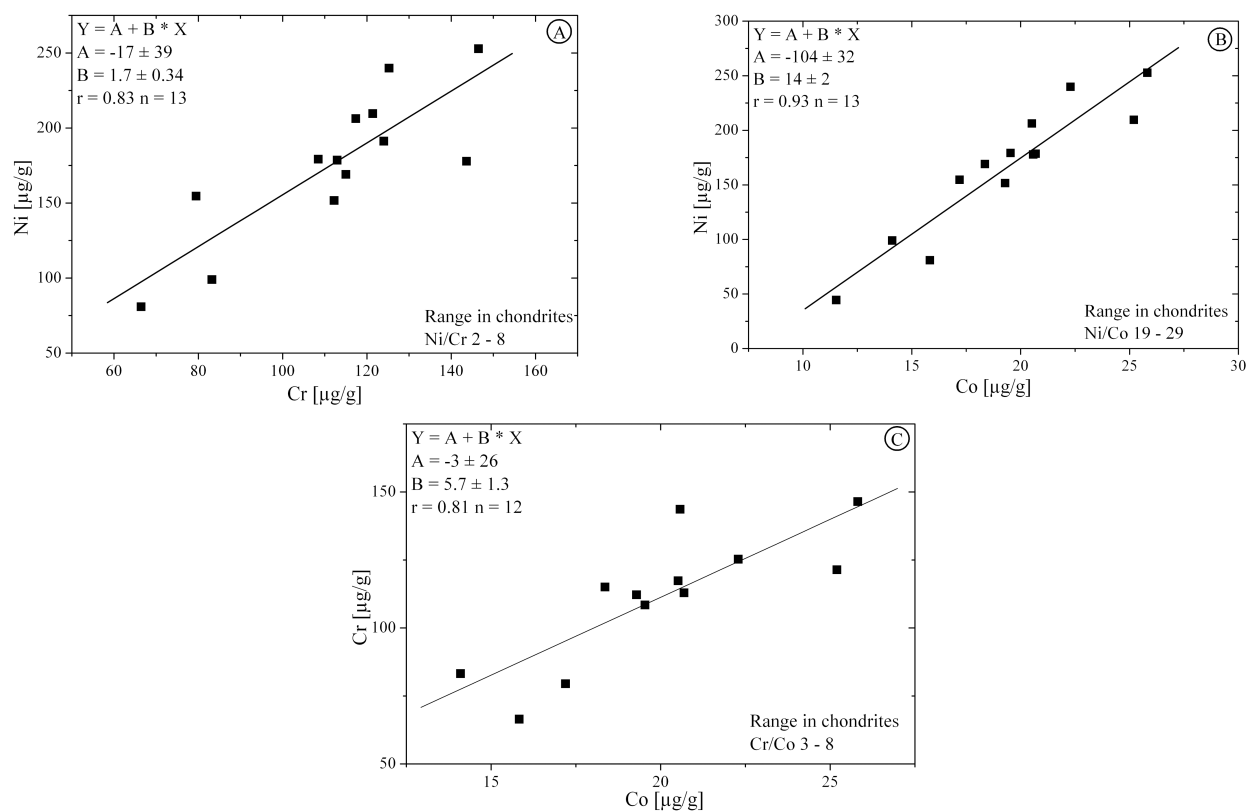 Y = A + B * X
A = -17 ± 39
B = 1.7 ± 0.34
r = 0.83 n = 13
A
250
200
150
100
50
Ni [µg/g]
Range in chondrites
Ni/Cr 2 - 8
60 80 100 120 140 160
Cr [µg/g]
Y = A + B * X
A = -104 ± 32
B = 14 ± 2
r = 0.93 n = 13
B
300
250
200
150
100
50
0
Ni [µg/g]
Range in chondrites
Ni/Co 19 - 29
10 15 20 25 30
Co [µg/g]
Y = A + B * X
A = -3 ± 26
B = 5.7 ± 1.3
r = 0.81 n = 12
C
150
100
50
Cr [µg/g]
Range in chondrites
Cr/Co 3 - 8
15 20 25
Co [µg/g]